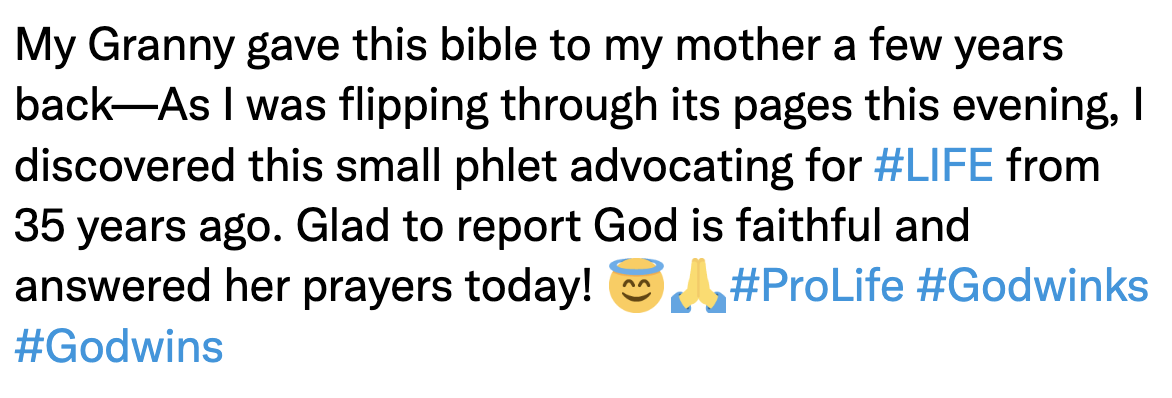 My Granny gave this bible to my mother a few years
back—As I was flipping through its pages this evening, I
discovered this small phlet advocating for #LIFE from
35 years ago. Glad to report God is faithful and
answered her prayers today! 😇🙏#ProLife #Godwinks
#Godwins